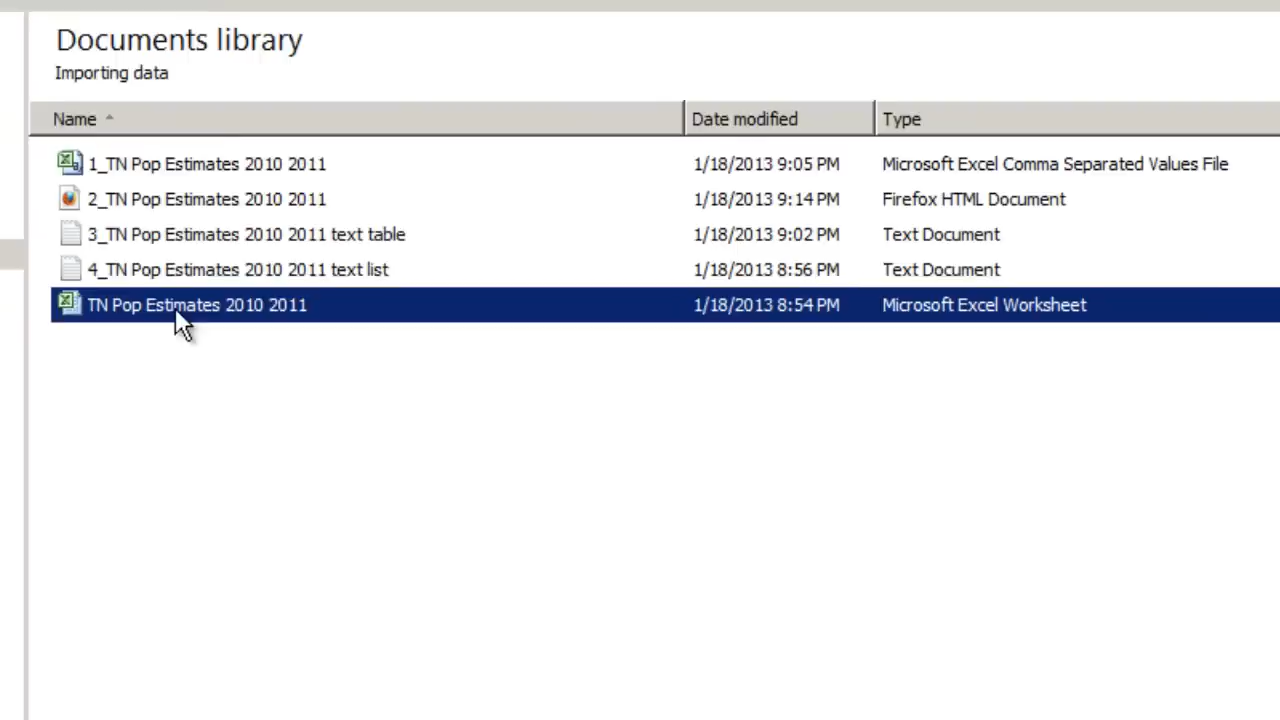 Documents library
Importing data
Name Date modified Type
1_TN Pop Estimates 2010 2011 1/18/2013 9:05 PM Microsoft Excel Comma Separated Values File
2_TN Pop Estimates 2010 2011 1/18/2013 9:14 PM Firefox HTML Document
3_TN Pop Estimates 2010 2011 text table 1/18/2013 9:02 PM Text Document
4_TN Pop Estimates 2010 2011 text list 1/18/2013 8:56 PM Text Document
TN Pop Estimates 2010 2011 1/18/2013 8:54 PM Microsoft Excel Worksheet